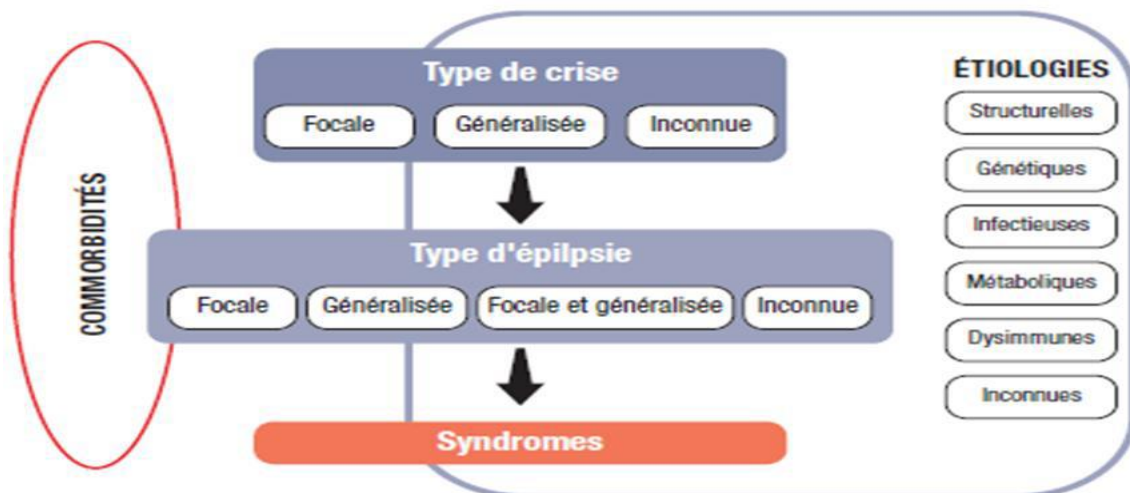 Type de crise
Focale Généralisée Inconnue
COMMORBIDITÉS
Type d'épilpsie
Focale Généralisée Focale et généralisée Inconnue
Syndromes
ÉTIOLOGIES
Structurelles
Génétiques
Infectieuses
Métaboliques
Dysimmunes
Inconnues